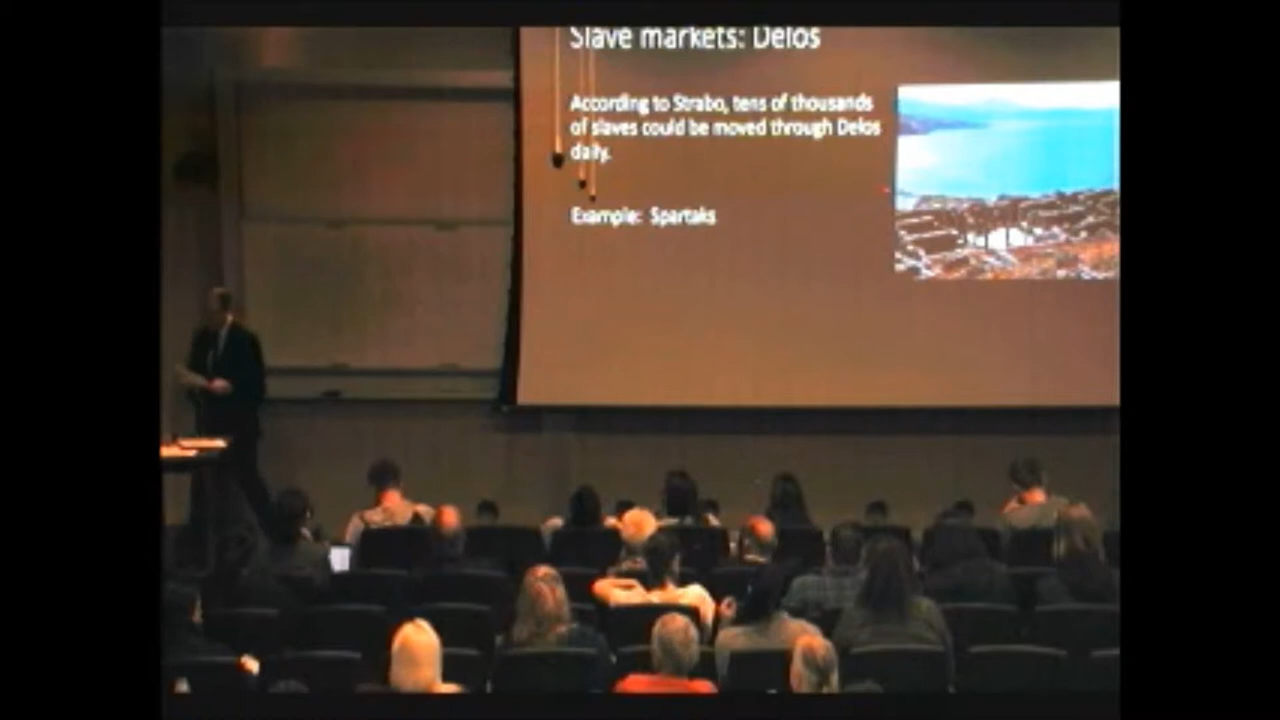 Slave markets: Delos
According to Strabo, tens of thousands
of slaves could be moved through Delos
daily.
Example: Spartaks